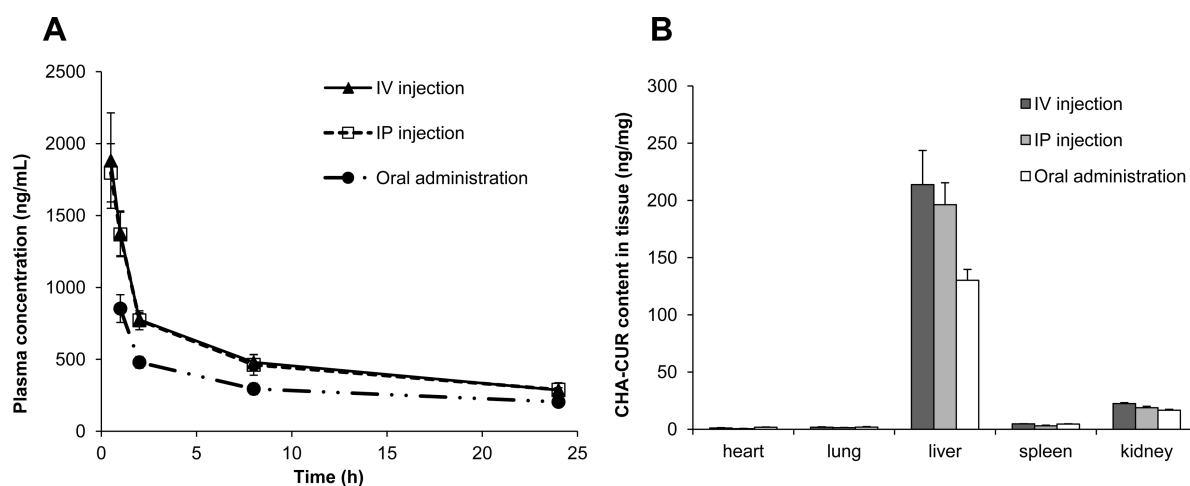 A
2500
2000
1500
1000
500
0
0 5 10 15 20 25
Time (h)
Plasma concentration (ng/mL)
IV injection
IP injection
Oral administration
B
300
250
200
150
100
50
0
heart lung liver spleen kidney
CHA-CUR content in tissue (ng/mg)
IV injection
IP injection
Oral administration